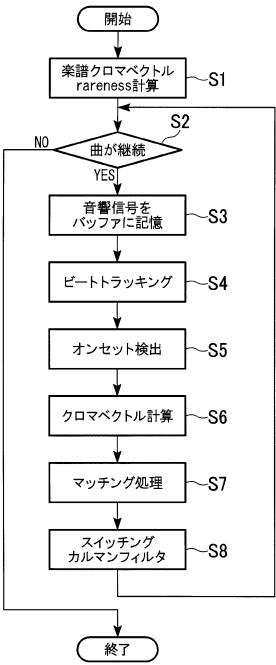 開始
楽譜クロマベクトル
rareness計算
S1
S2
NO
曲が継続
YES
音響信号を
バッファに記憶
S3
ビートトラッキング
S4
オンセット検出
S5
クロマベクトル計算
S6
マッチング処理
S7
スイッチング
カルマンフィルタ
S8
終了